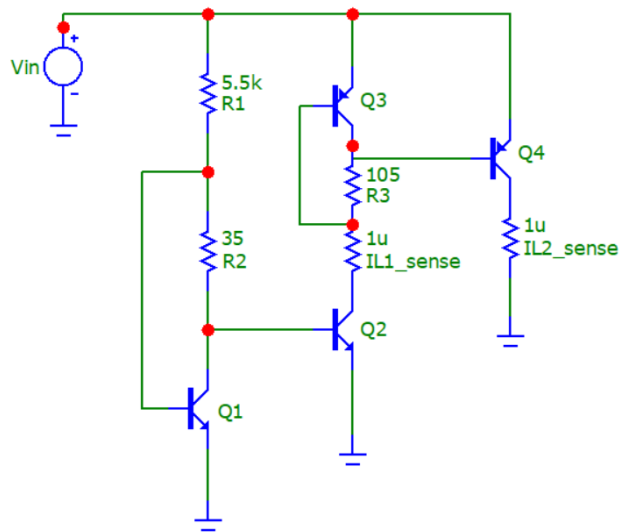 +
Vin
-
5.5k
R1
Q3
Q4
105
R3
35
R2
1u
IL1_sense
1u
IL2_sense
Q2
Q1